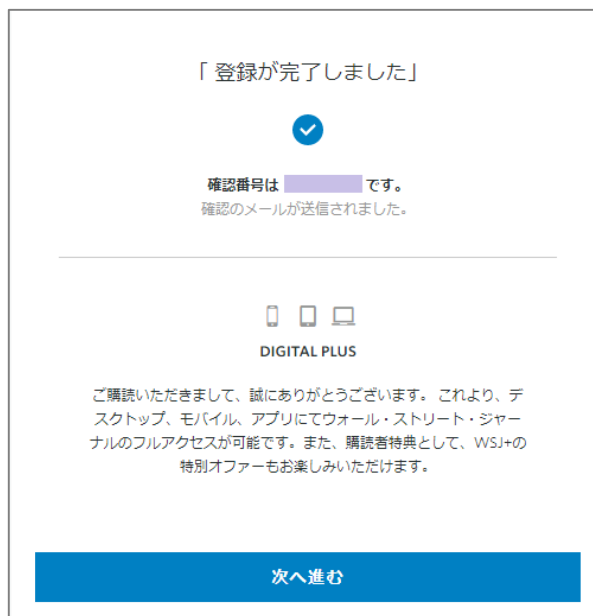 「 登録が完了しました」
確認番号は です。
確認のメールが送信されました。
DIGITAL PLUS
ご購読いただきまして、誠にありがとうございます。 これより、デ
スクトップ、モバイル、アプリにてウォール・ストリート・ジャー
ナルのフルアクセスが可能です。また、購読者特典として、WSJ+の
特別オファーもお楽しみいただけます。
次へ進む